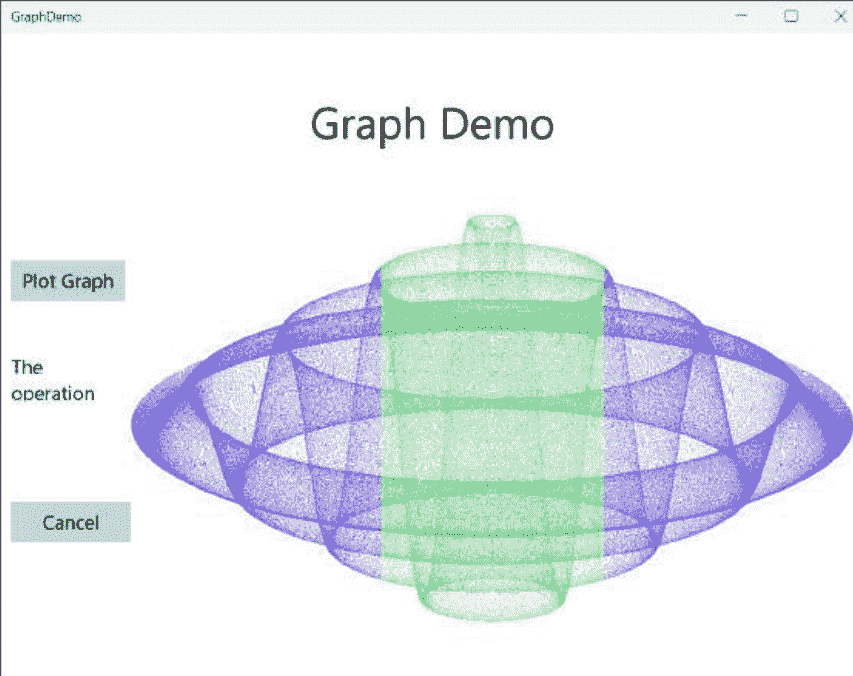 GraphDemo
Graph Demo
Plot Graph
The
operation
Cancel